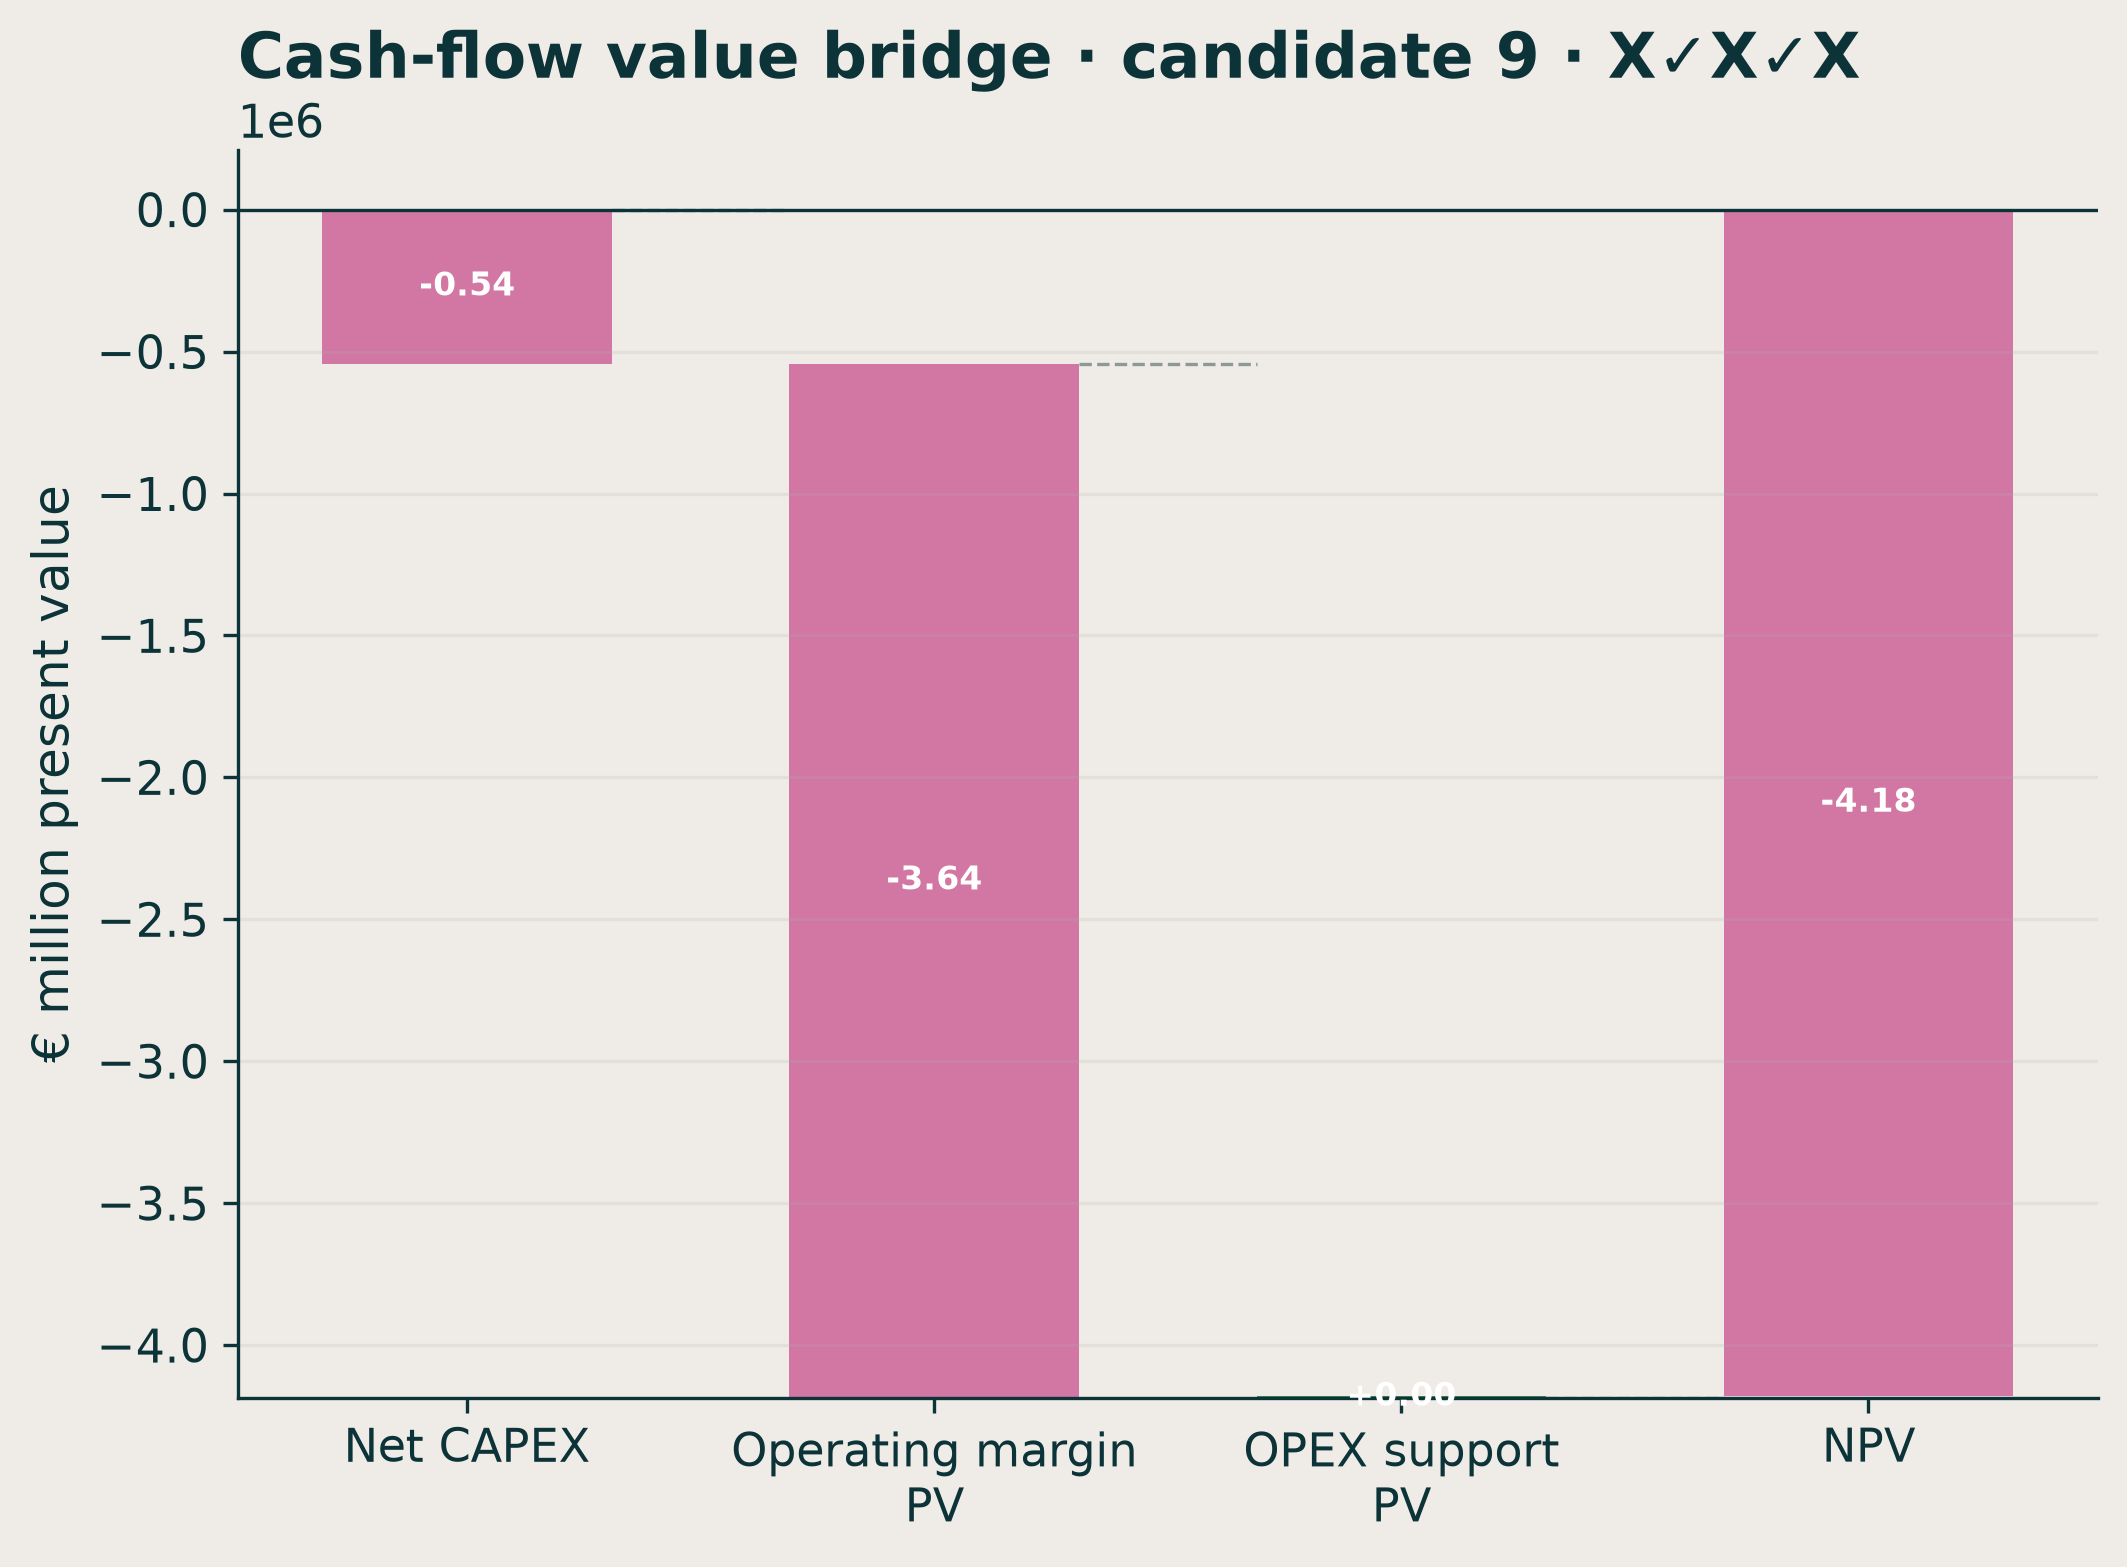 Cash-flow value bridge · candidate 9 · X✓X✓X
1e6
€ million present value
0.0
−0.5
−1.0
−1.5
−2.0
−2.5
−3.0
−3.5
−4.0
-0.54
-3.64
+0.00
-4.18
Net CAPEX
Operating margin
PV
OPEX support
PV
NPV